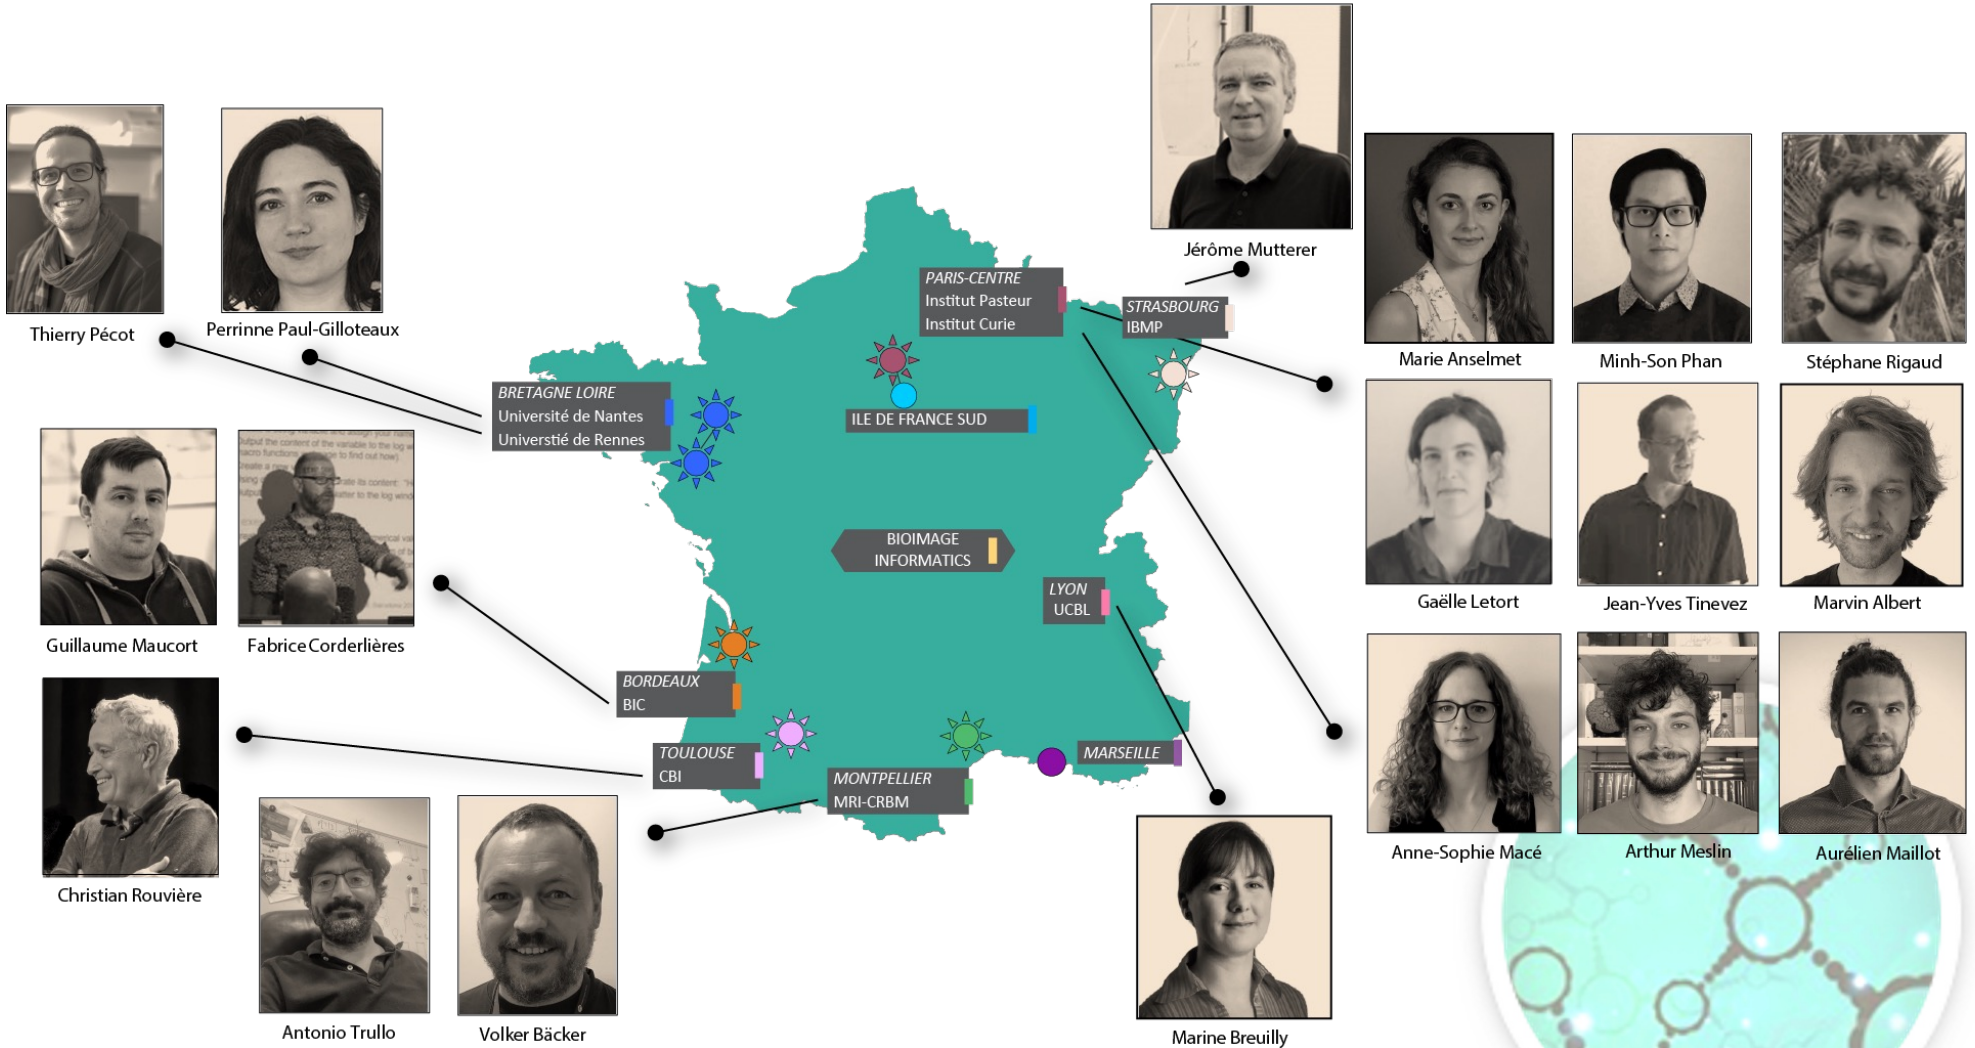 Jérôme Mutterer
Thierry Pécot
Perrinne Paul-Gilloteaux
Marie Anselmet
Minh-Son Phan
Stéphane Rigaud
PARIS-CENTRE
Institut Pasteur
Institut Curie
STRASBOURG
IBMP
BRETAGNE LOIRE
Université de Nantes
Universtié de Rennes
ILE DE FRANCE SUD
Guillaume Maucort
Fabrice Corderlières
Gaëlle Letort
Jean-Yves Tinevez
Marvin Albert
BIOIMAGE
INFORMATICS
LYON
UCBL
BORDEAUX
BIC
TOULOUSE
CBI
MONTPELLIER
MRI-CRBM
MARSEILLE
Christian Rouvière
Anne-Sophie Macé
Arthur Meslin
Aurélien Maillot
Antonio Trullo
Volker Bäcker
Marine Breuilly